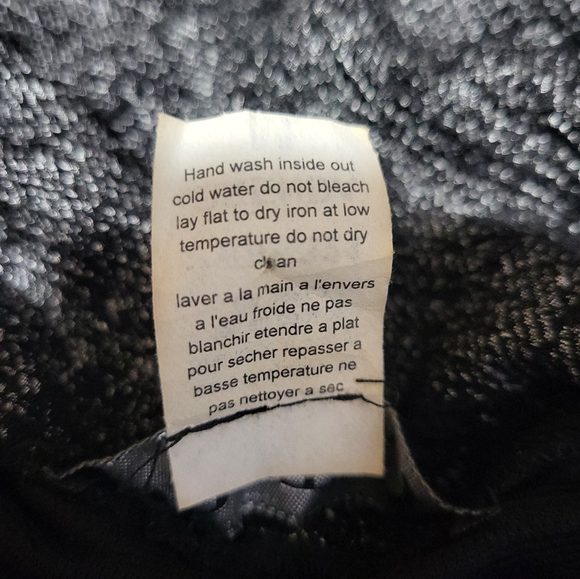 Hand wash inside out
cold water do not bleach
lay flat to dry iron at low
temperature do not dry
clean
laver a la main a l'envers
a l'eau froide ne pas
blanchir etendre a plat
pour secher repasser a
basse temperature ne
pas nettoyer a sec